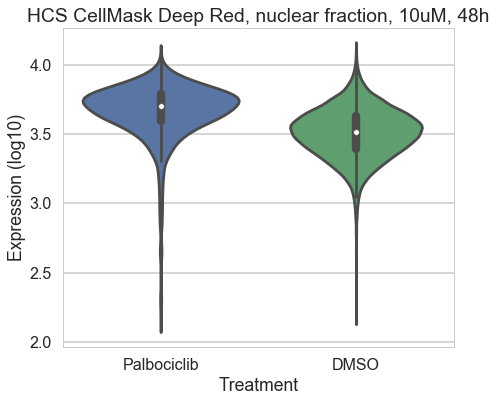 HCS CellMask Deep Red, nuclear fraction, 10uM, 48h
4.0
3.5
3.0
2.5
2.0
Expression (log10)
Palbociclib DMSO
Treatment